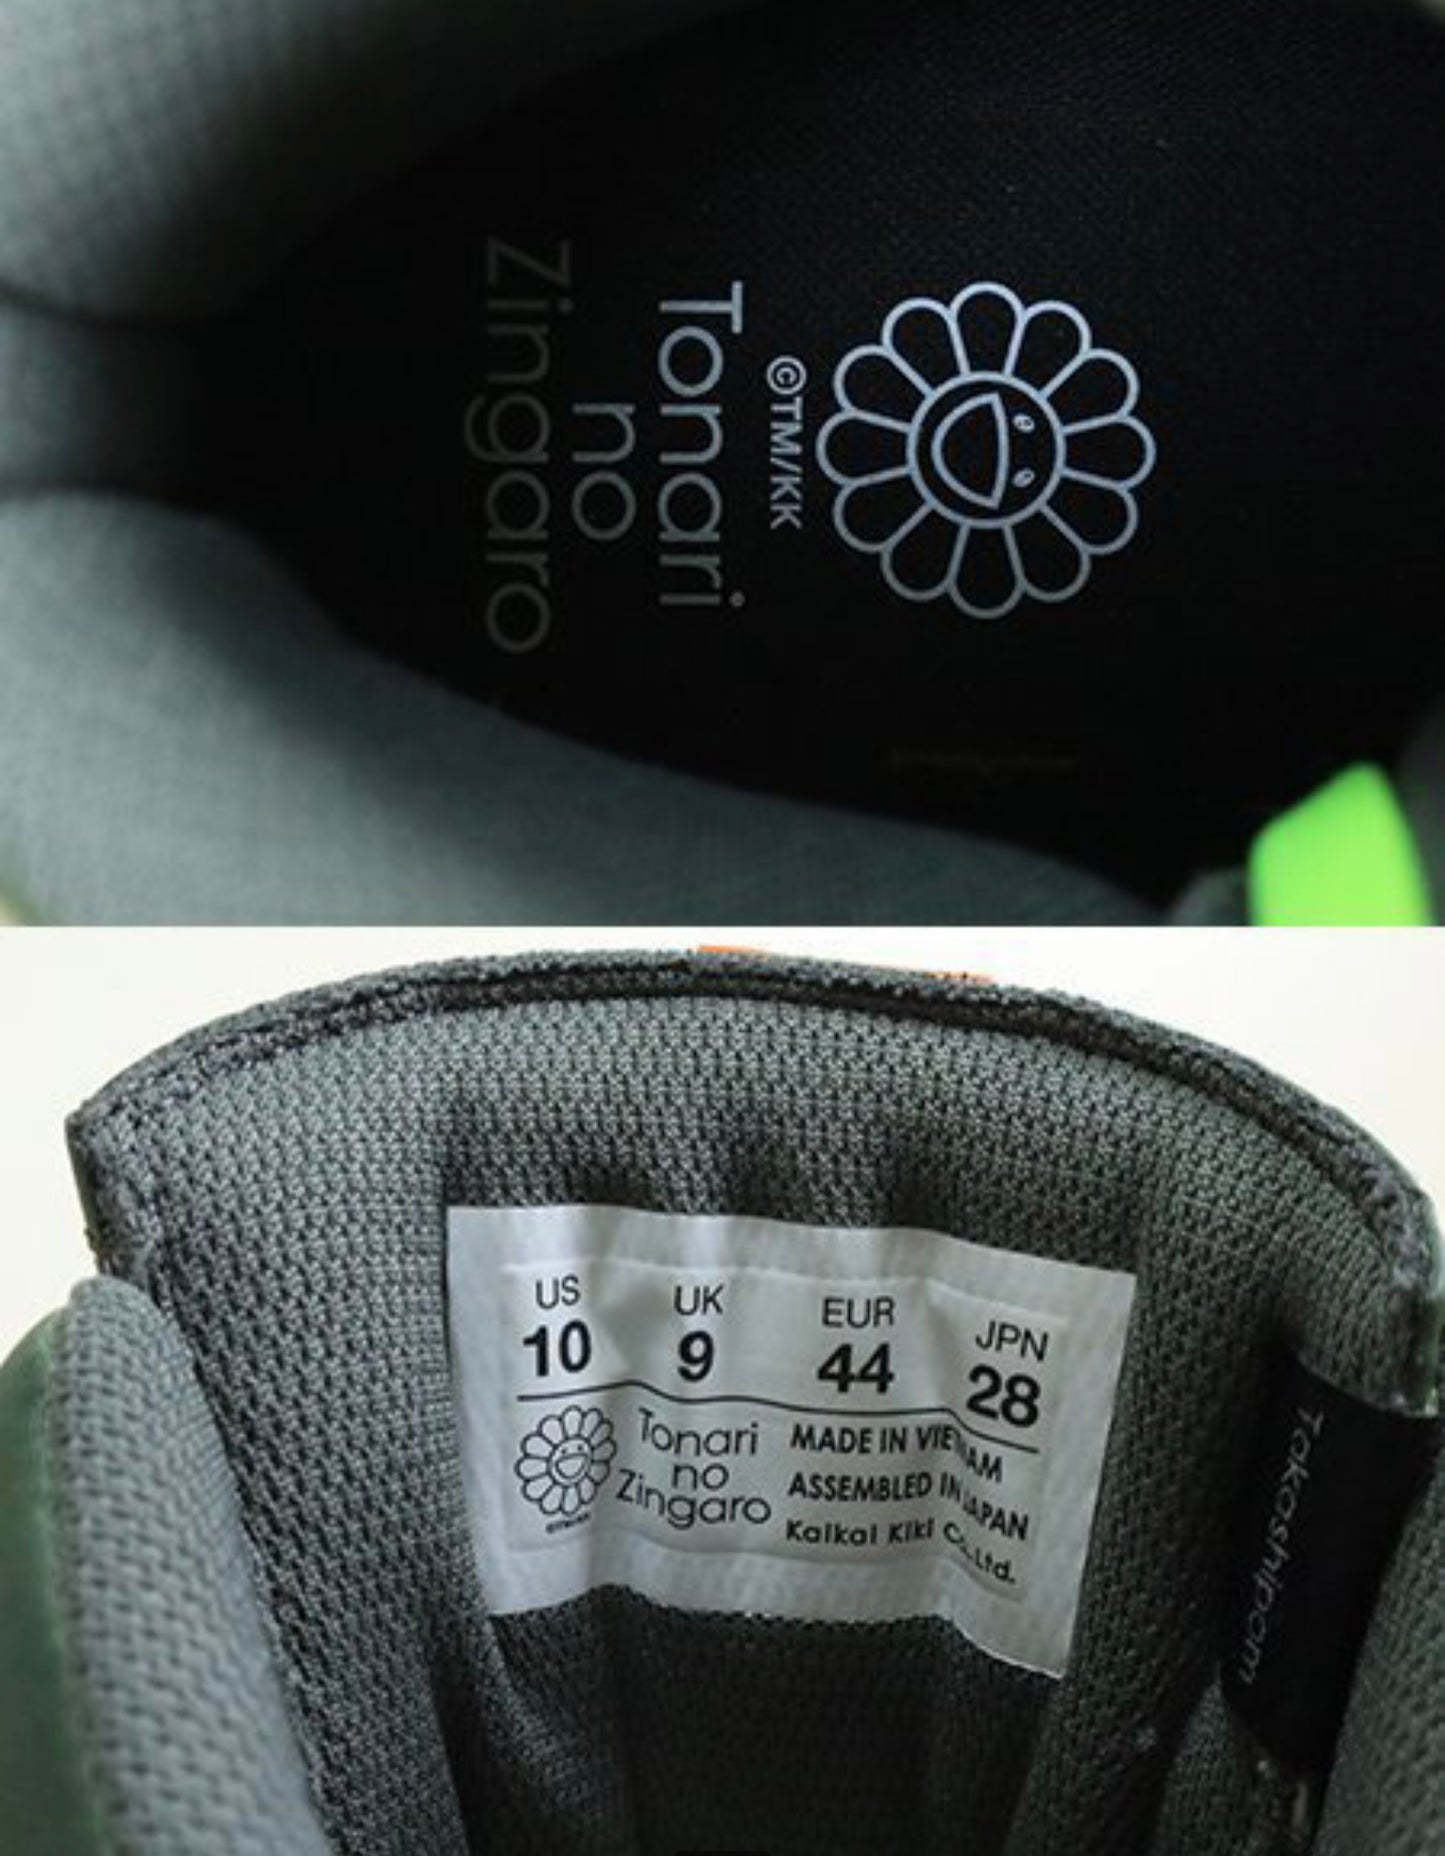 ©TM/KK
Tonari
no
Zingaro
US UK EUR JPN
10 9 44 28
Tonari
no
Zingaro
MADE IN VIETNAM
ASSEMBLED IN JAPAN
Kaikai Kiki Co.,Ltd.
Takashipom